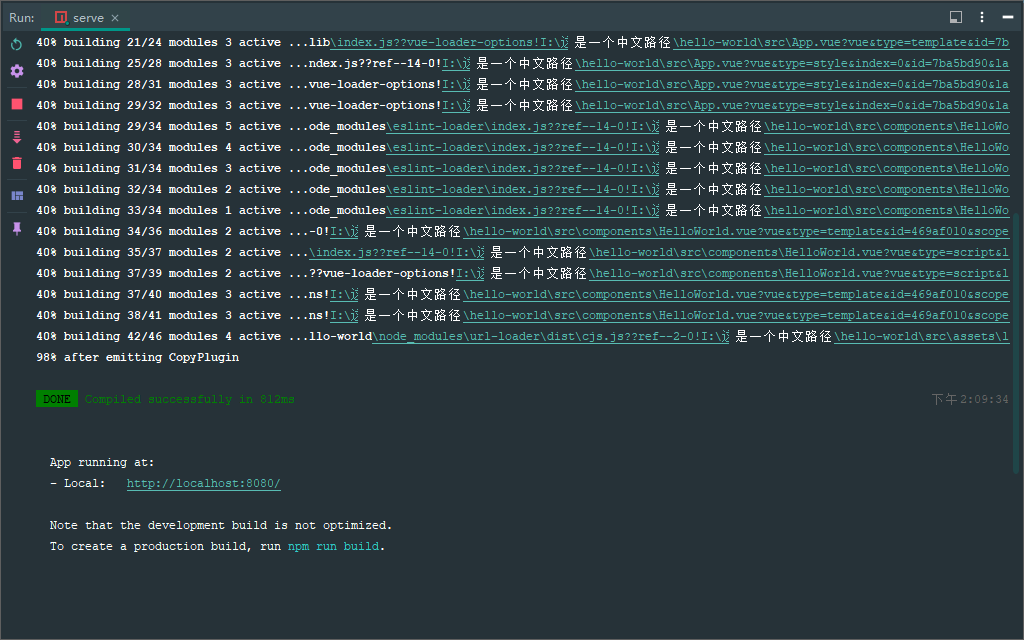 Run: serve
40% building 21/24 modules 3 active ...lib\index.js??vue-loader-options!I:\这 是一个中文路径\hello-world\src\App.vue?vue&type=template&id=7b
40% building 25/28 modules 3 active ...ndex.js??ref--14-0!I:\这 是一个中文路径\hello-world\src\App.vue?vue&type=style&index=0&id=7ba5bd90&la
40% building 28/31 modules 3 active ...vue-loader-options!I:\这 是一个中文路径\hello-world\src\App.vue?vue&type=style&index=0&id=7ba5bd90&la
40% building 29/32 modules 3 active ...vue-loader-options!I:\这 是一个中文路径\hello-world\src\App.vue?vue&type=style&index=0&id=7ba5bd90&la
40% building 29/34 modules 5 active ...ode_modules\eslint-loader\index.js??ref--14-0!I:\这 是一个中文路径\hello-world\src\components\HelloWo
40% building 30/34 modules 4 active ...ode_modules\eslint-loader\index.js??ref--14-0!I:\这 是一个中文路径\hello-world\src\components\HelloWo
40% building 31/34 modules 3 active ...ode_modules\eslint-loader\index.js??ref--14-0!I:\这 是一个中文路径\hello-world\src\components\HelloWo
40% building 32/34 modules 2 active ...ode_modules\eslint-loader\index.js??ref--14-0!I:\这 是一个中文路径\hello-world\src\components\HelloWo
40% building 33/34 modules 1 active ...ode_modules\eslint-loader\index.js??ref--14-0!I:\这 是一个中文路径\hello-world\src\components\HelloWo
40% building 34/36 modules 2 active ...-0!I:\这 是一个中文路径\hello-world\src\components\HelloWorld.vue?vue&type=template&id=469af010&scope
40% building 35/37 modules 2 active ...\index.js??ref--14-0!I:\这 是一个中文路径\hello-world\src\components\HelloWorld.vue?vue&type=script&l
40% building 37/39 modules 2 active ...??vue-loader-options!I:\这 是一个中文路径\hello-world\src\components\HelloWorld.vue?vue&type=script&l
40% building 37/40 modules 3 active ...ns!I:\这 是一个中文路径\hello-world\src\components\HelloWorld.vue?vue&type=template&id=469af010&scope
40% building 38/41 modules 3 active ...ns!I:\这 是一个中文路径\hello-world\src\components\HelloWorld.vue?vue&type=template&id=469af010&scope
40% building 42/46 modules 4 active ...llo-world\node_modules\url-loader\dist\cjs.js??ref--2-0!I:\这 是一个中文路径\hello-world\src\assets\l
98% after emitting CopyPlugin
DONE Compiled successfully in 812ms 下午2:09:34
App running at:
- Local: http://localhost:8080/
Note that the development build is not optimized.
To create a production build, run npm run build.